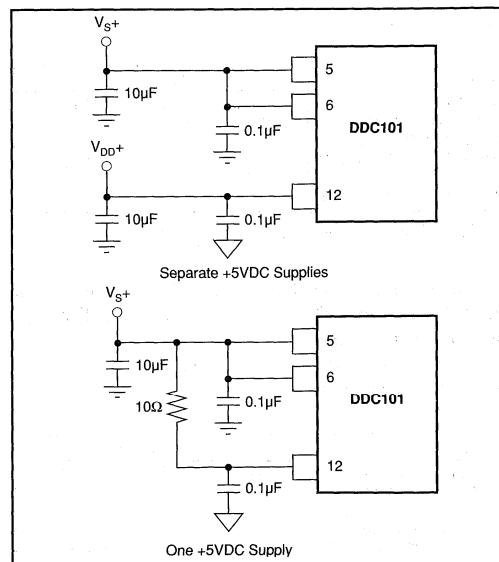 VS+
10µF
5
6
0.1µF
DDC101
VDD+
10µF
0.1µF
12
Separate +5VDC Supplies
VS+
10µF
5
6
10Ω
0.1µF
DDC101
12
0.1µF
One +5VDC Supply